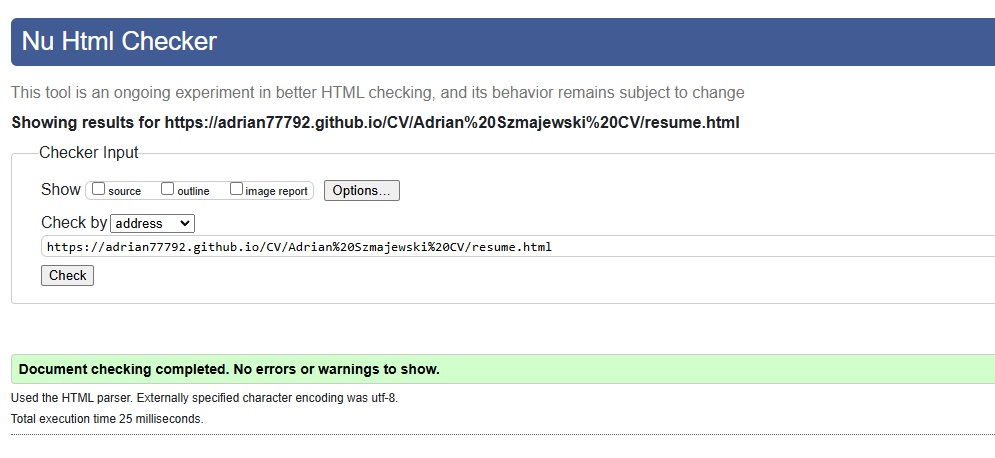 Nu Html Checker
This tool is an ongoing experiment in better HTML checking, and its behavior remains subject to change
Showing results for https://adrian77792.github.io/CV/Adrian%20Szmajewski%20CV/resume.html
Checker Input
Show source outline image report Options...
Check by address
https://adrian77792.github.io/CV/Adrian%20Szmajewski%20CV/resume.html
Check
Document checking completed. No errors or warnings to show.
Used the HTML parser. Externally specified character encoding was utf-8.
Total execution time 25 milliseconds.